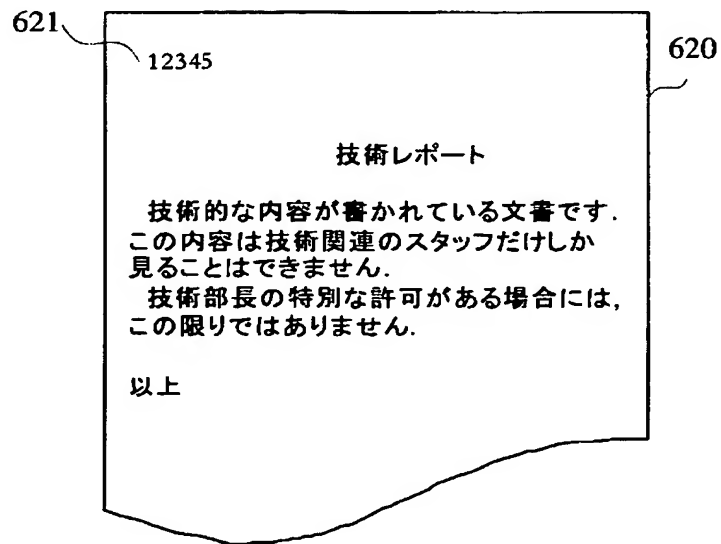 621
620
12345
技術レポート
技術的な内容が書かれている文書です.
この内容は技術関連のスタッフだけしか
見ることはできません.
技術部長の特別な許可がある場合には,
この限りではありません.
以上